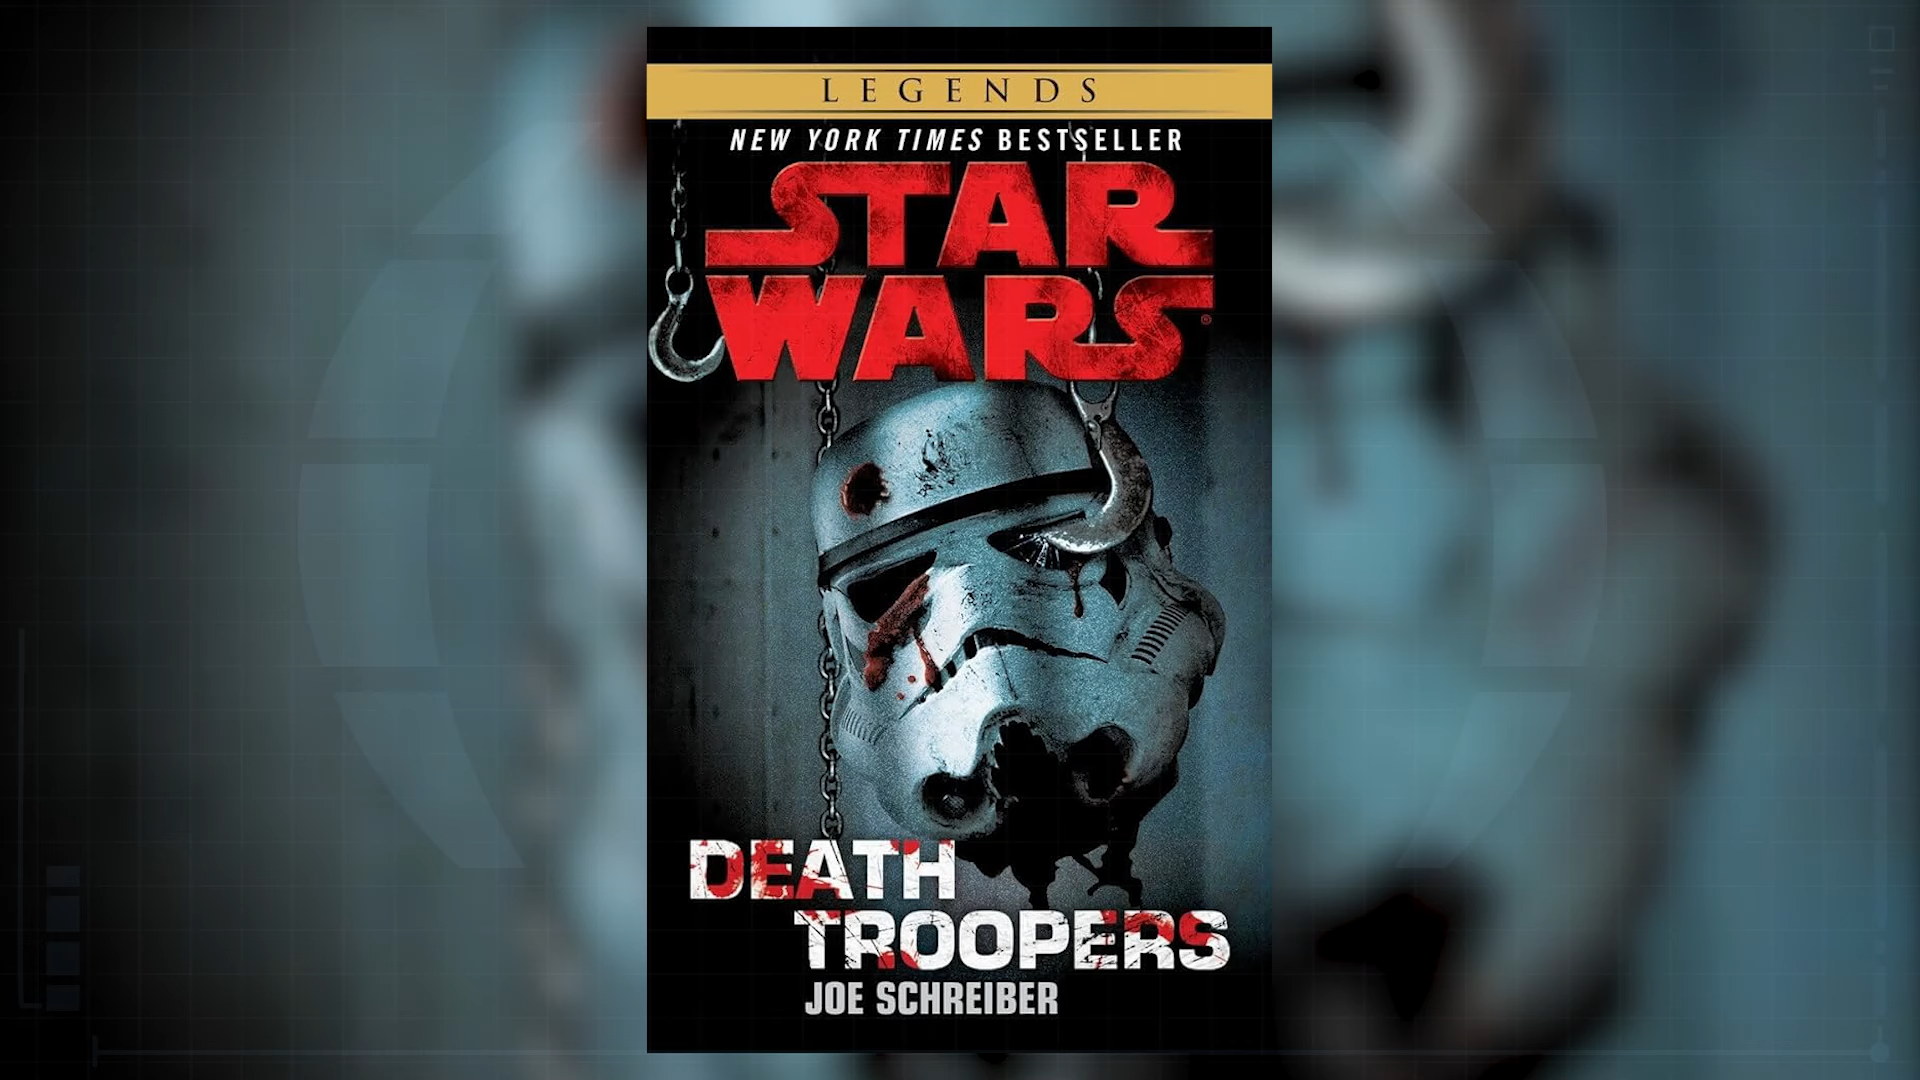 LEGENDS
NEW YORK TIMES BESTSELLER
STAR
WARS®
DEATH
TROOPERS
JOE SCHREIBER